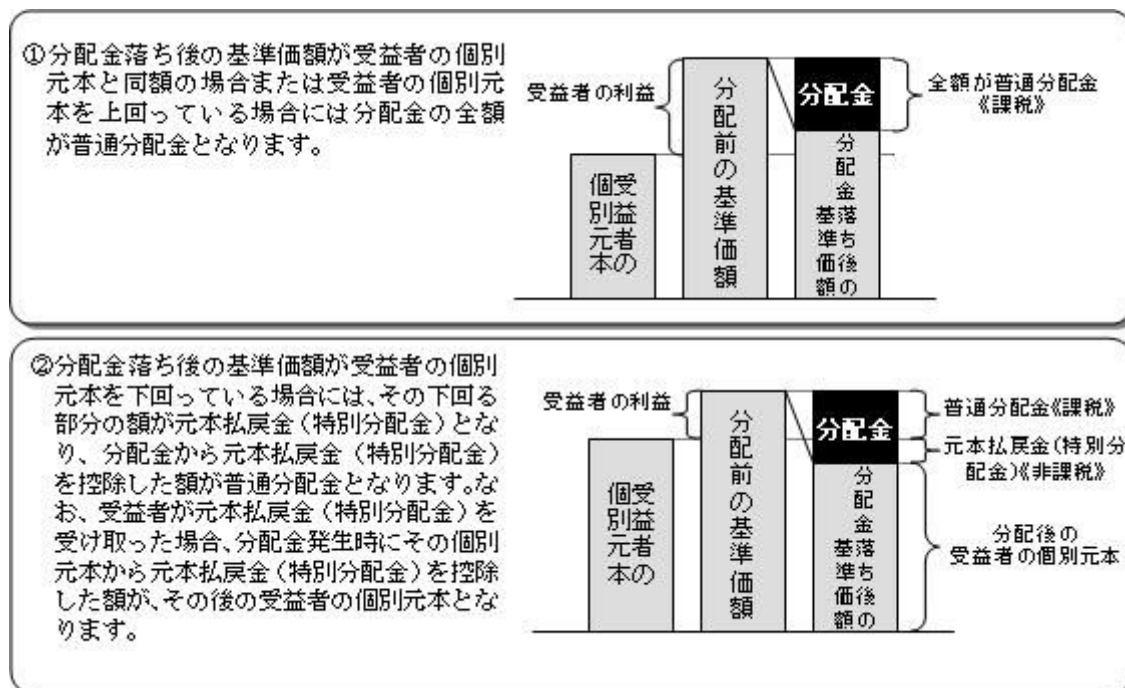 ①分配金落ち後の基準価額が受益者の個別
元本と同額の場合または受益者の個別元
本を上回っている場合には分配金の全額
が普通分配金となります。
受益者の利益
個別元本
受益者の
分配前の基準価額
分配金
分配金落ち後の
基準価額
全額が普通分配金
《課税》
②分配金落ち後の基準価額が受益者の個別
元本を下回っている場合には、その下回る
部分の額が元本払戻金（特別分配金）とな
り、分配金から元本払戻金（特別分配金）
を控除した額が普通分配金となります。な
お、受益者が元本払戻金（特別分配金）を
受け取った場合、分配金発生時にその個別
元本から元本払戻金（特別分配金）を控除
した額が、その後の受益者の個別元本とな
ります。
受益者の利益
受益者の
個別元本
分配前の基準価額
分配金
分配金落ち後の
基準価額
普通分配金《課税》
元本払戻金（特別分
配金）《非課税》
分配後の
受益者の個別元本